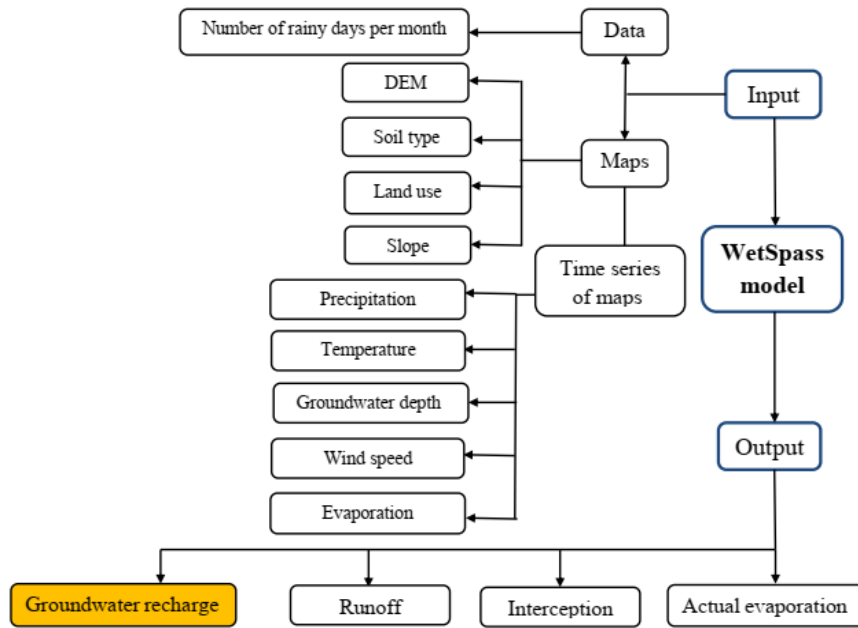 Number of rainy days per month
Data
DEM
Input
Soil type
Maps
Land use
Slope
WetSpass
model
Time series
of maps
Precipitation
Temperature
Groundwater depth
Output
Wind speed
Evaporation
Groundwater recharge
Runoff
Interception
Actual evaporation